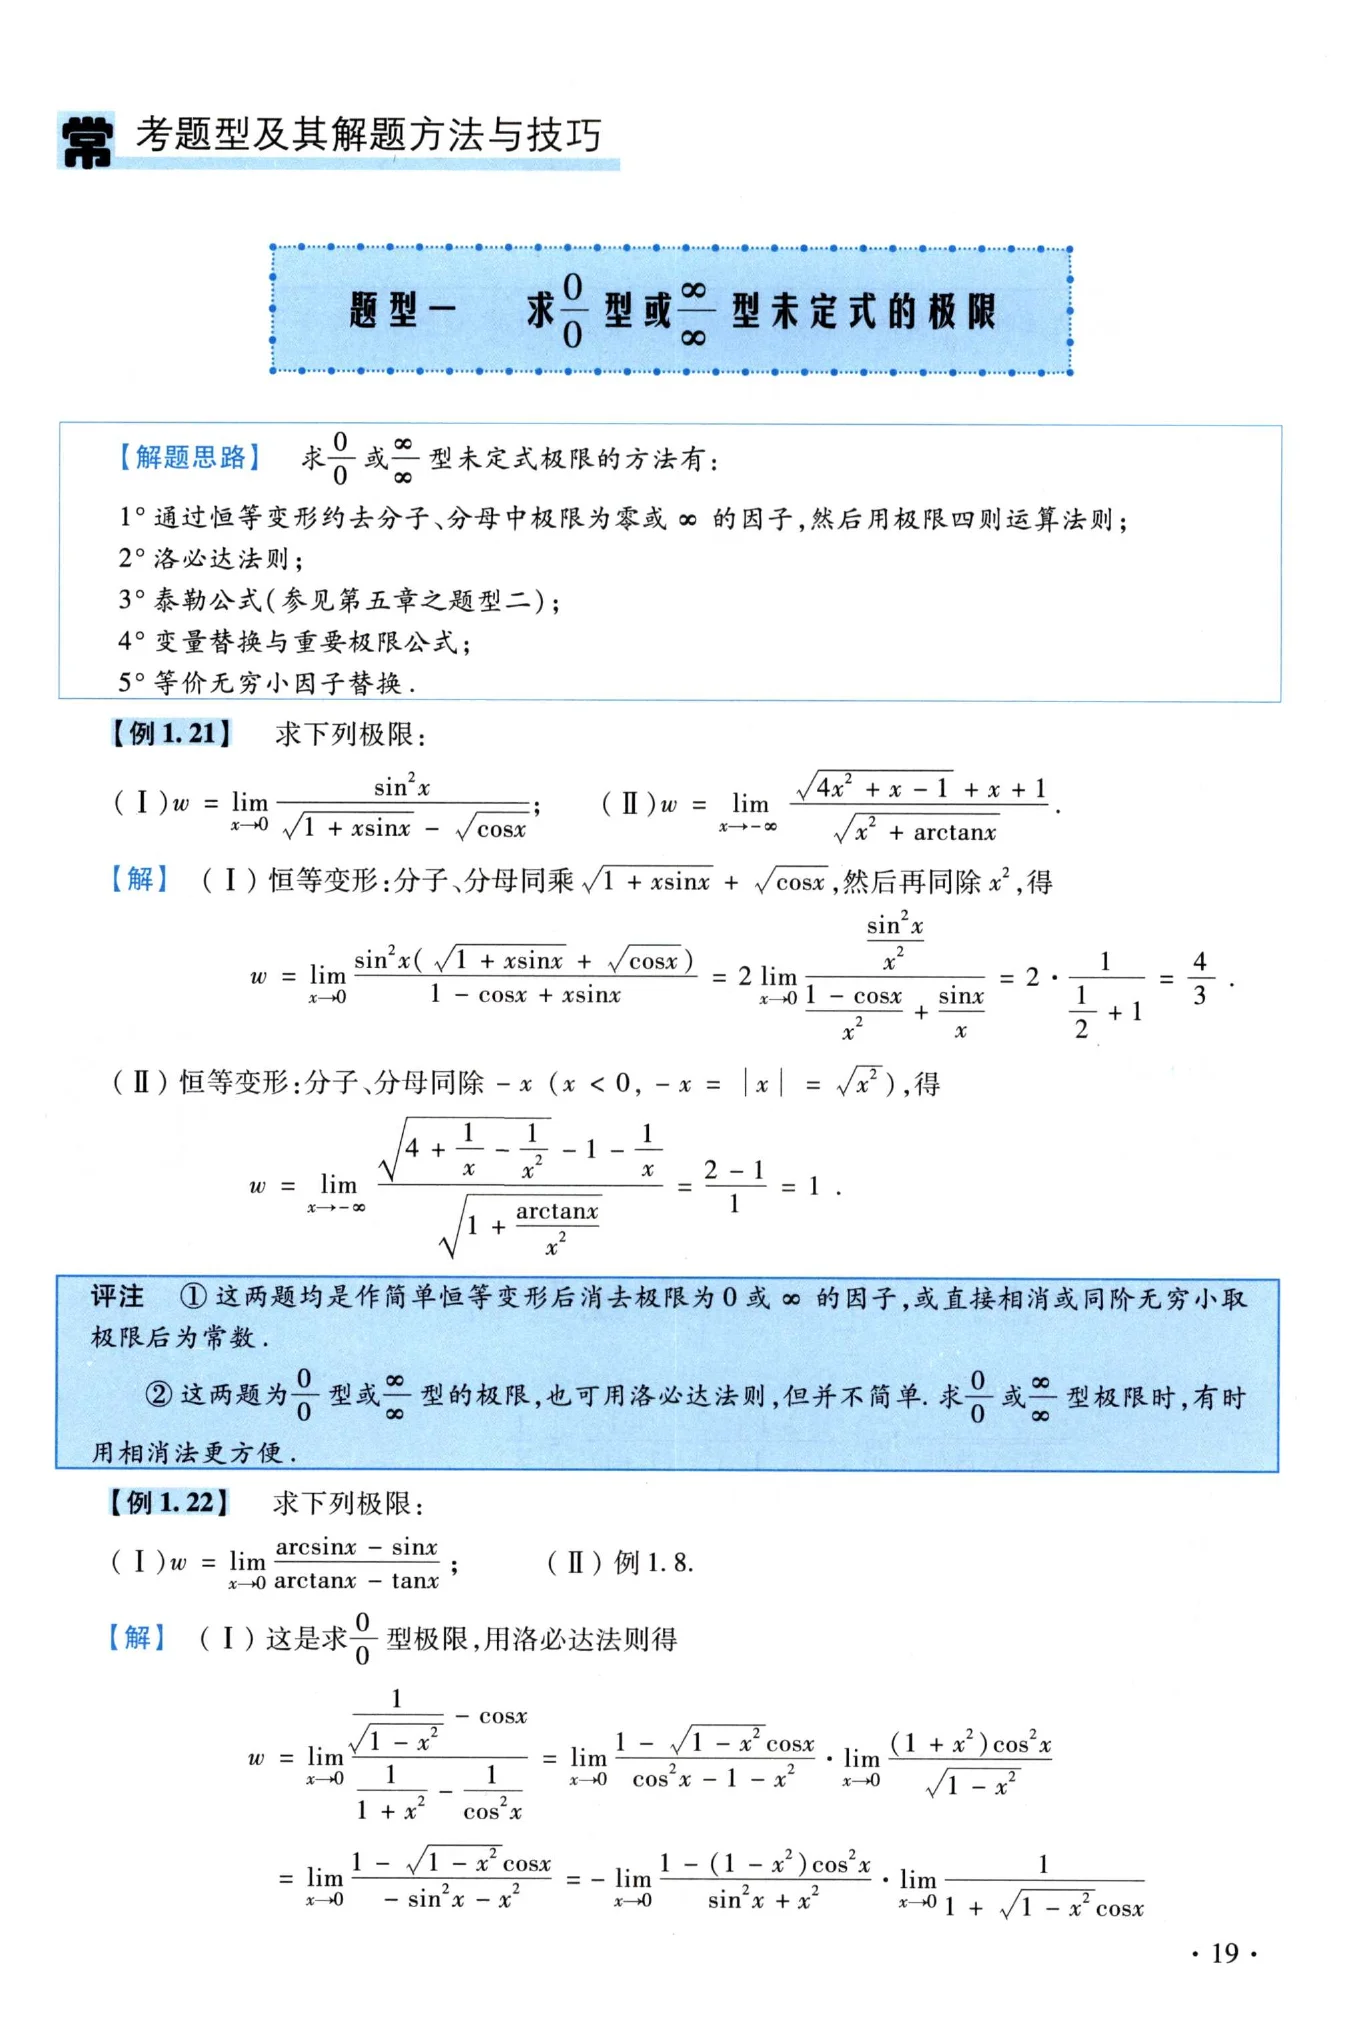 常考题型及其解题方法与技巧
题型一 求$\frac{0}{0}$型或$\frac{\infty}{\infty}$型未定式的极限
【解题思路】 求$\frac{0}{0}$或$\frac{\infty}{\infty}$型未定式极限的方法有:
1°通过恒等变形约去分子、分母中极限为零或∞的因子,然后用极限四则运算法则;
2°洛必达法则;
3°泰勒公式(参见第五章之题型二);
4°变量替换与重要极限公式;
5°等价无穷小因子替换.
【例1.21】 求下列极限:
(Ⅰ)$w=\lim\limits_{x\to 0}\frac{\sin^2 x}{\sqrt{1+x\sin x}-\sqrt{\cos x}}$; (Ⅱ)$w=\lim\limits_{x\to -\infty}\frac{\sqrt{4x^2+x-1}+x+1}{\sqrt{x^2+\arctan x}}$.
【解】 (Ⅰ)恒等变形:分子、分母同乘$\sqrt{1+x\sin x}+\sqrt{\cos x}$,然后再同除$x^2$,得
$w=\lim\limits_{x\to 0}\frac{\sin^2 x(\sqrt{1+x\sin x}+\sqrt{\cos x})}{1-\cos x+x\sin x}=2\lim\limits_{x\to 0}\frac{\frac{\sin^2 x}{x^2}}{\frac{1-\cos x}{x^2}+\frac{\sin x}{x}}=2\cdot\frac{1}{\frac{1}{2}+1}=\frac{4}{3}$.
(Ⅱ)恒等变形:分子、分母同除$-x$ ($x<0,-x=|x|=\sqrt{x^2}$),得
$w=\lim\limits_{x\to -\infty}\frac{\sqrt{4+\frac{1}{x}-\frac{1}{x^2}}-1-\frac{1}{x}}{\sqrt{1+\frac{\arctan x}{x^2}}}=\frac{2-1}{1}=1$.
评注 ①这两题均是作简单恒等变形后消去极限为0或∞的因子,或直接相消或同阶无穷小取
极限后为常数.
②这两题为$\frac{0}{0}$型或$\frac{\infty}{\infty}$型的极限,也可用洛必达法则,但并不简单.求$\frac{0}{0}$或$\frac{\infty}{\infty}$型极限时,有时
用相消法更方便.
【例1.22】 求下列极限:
(Ⅰ)$w=\lim\limits_{x\to 0}\frac{\arcsin x-\sin x}{\arctan x-\tan x}$; (Ⅱ)例1.8.
【解】 (Ⅰ)这是求$\frac{0}{0}$型极限,用洛必达法则得
$w=\lim\limits_{x\to 0}\frac{\frac{1}{\sqrt{1-x^2}}-\cos x}{\frac{1}{1+x^2}-\frac{1}{\cos^2 x}}=\lim\limits_{x\to 0}\frac{1-\sqrt{1-x^2}\cos x}{\cos^2 x-1-x^2}\cdot\lim\limits_{x\to 0}\frac{(1+x^2)\cos^2 x}{\sqrt{1-x^2}}$
$=\lim\limits_{x\to 0}\frac{1-\sqrt{1-x^2}\cos x}{-\sin^2 x-x^2}=-\lim\limits_{x\to 0}\frac{1-(1-x^2)\cos^2 x}{\sin^2 x+x^2}\cdot\lim\limits_{x\to 0}\frac{1}{1+\sqrt{1-x^2}\cos x}$
·19·